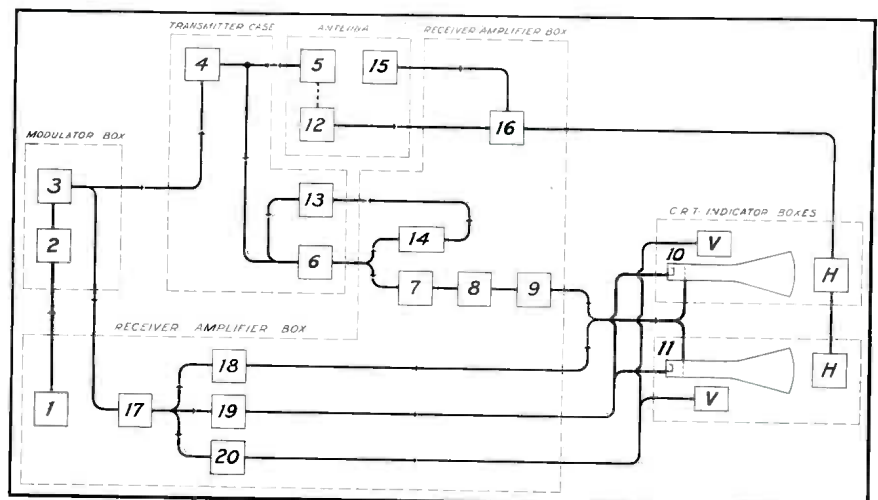 TRANSMITTER CASE
ANTENNA
RECEIVER AMPLIFIER BOX
4
5
15
12
16
MODULATOR BOX
3
2
13
14
6
7
8
9
C.R.T. INDICATOR BOXES
V
10
H
RECEIVER AMPLIFIER BOX
11
H
V
1
17
18
19
20